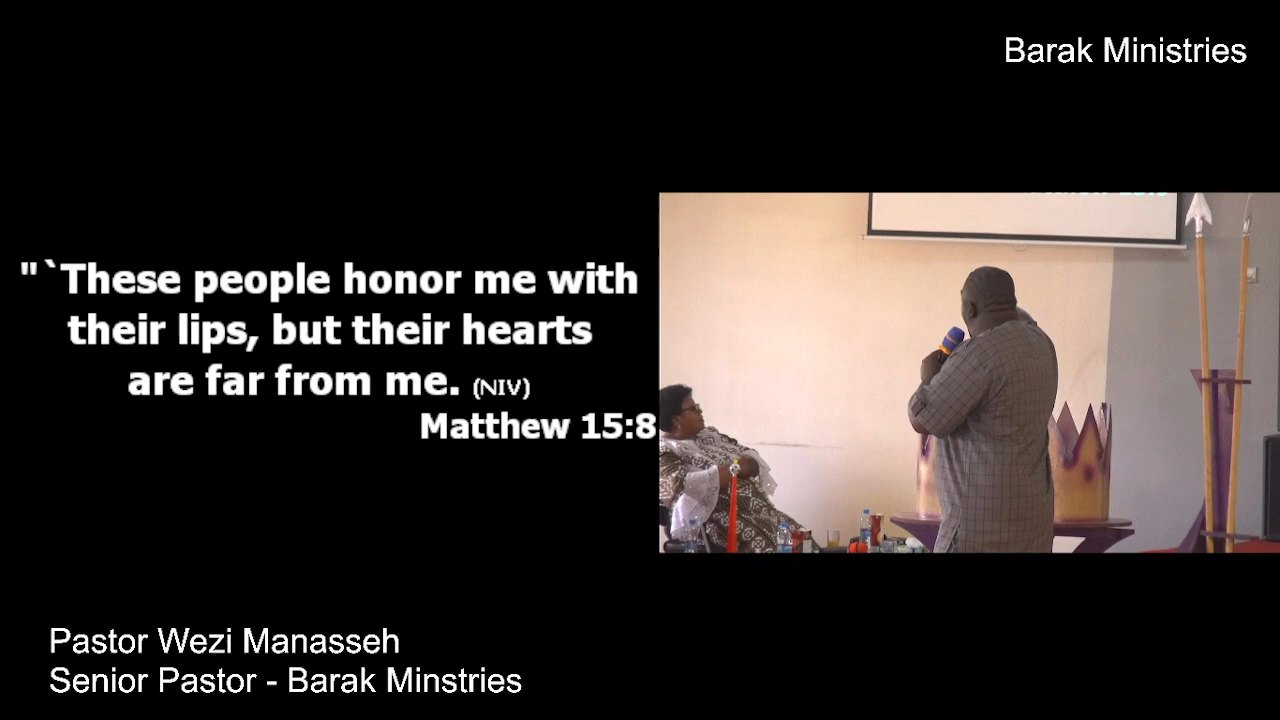 Barak Ministries
"`These people honor me with
their lips, but their hearts
are far from me. (NIV)
Matthew 15:8
Pastor Wezi Manasseh
Senior Pastor - Barak Minstries